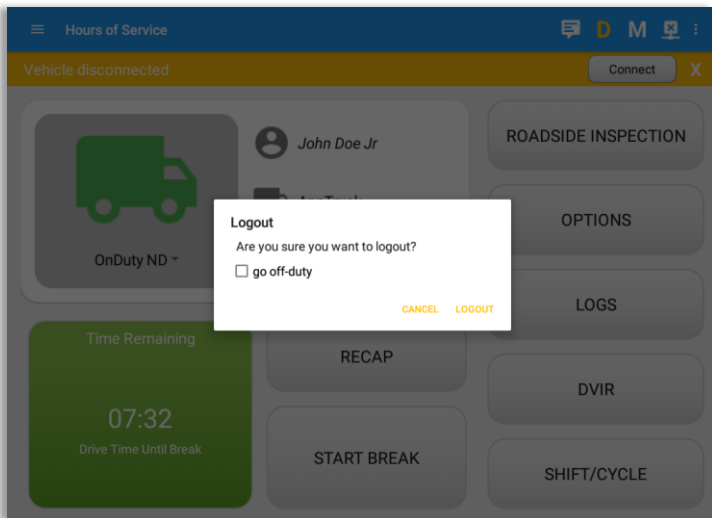 Hours of Service
D M
Vehicle disconnected
Connect X
John Doe Jr
OnDuty ND
ROADSIDE INSPECTION
OPTIONS
LOGS
DVIR
SHIFT/CYCLE
Logout
Are you sure you want to logout?
go off-duty
CANCEL LOGOUT
Time Remaining
07:32
Drive Time Until Break
RECAP
START BREAK